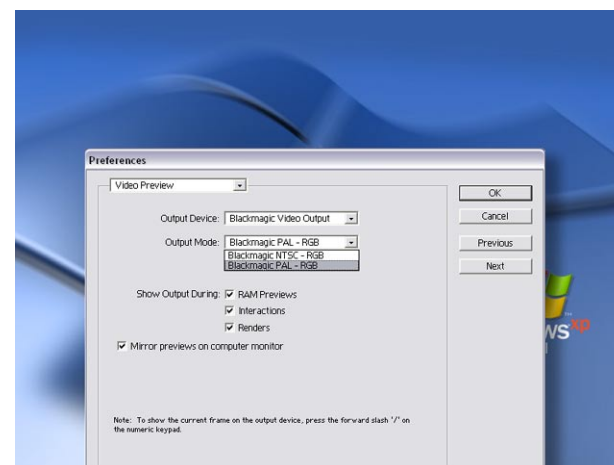 Preferences
Video Preview
OK
Output Device: Blackmagic Video Output
Cancel
Output Mode: Blackmagic PAL - RGB
Previous
Blackmagic NTSC - RGB
Blackmagic PAL - RGB
Next
Show Output During: RAM Previews
Interactions
Renders
Mirror previews on computer monitor
ws xp
Note: To show the current frame on the output device, press the forward slash '/' on
the numeric keypad.